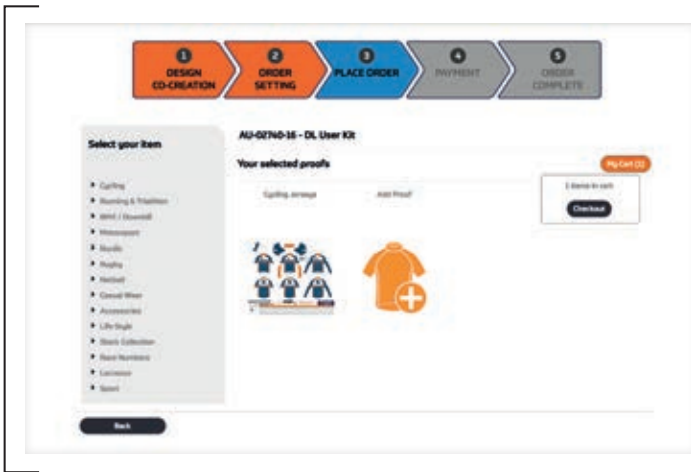 1
DESIGN
CO-CREATION
2
ORDER
SETTING
3
PLACE ORDER
4
PAYMENT
5
ORDER
COMPLETE
Select your item
Cycling
Running & Triathlon
BMX / Downhill
Motorsport
Nordic
Rugby
Netball
Casual Wear
Accessories
Life Style
Stock Collection
Race Numbers
Lacrosse
Sport
Back
AU-02740-16 - DL User Kit
Your selected proofs
Cycling Jerseys
Add Proof
My Cart (1)
1 items in cart
Checkout